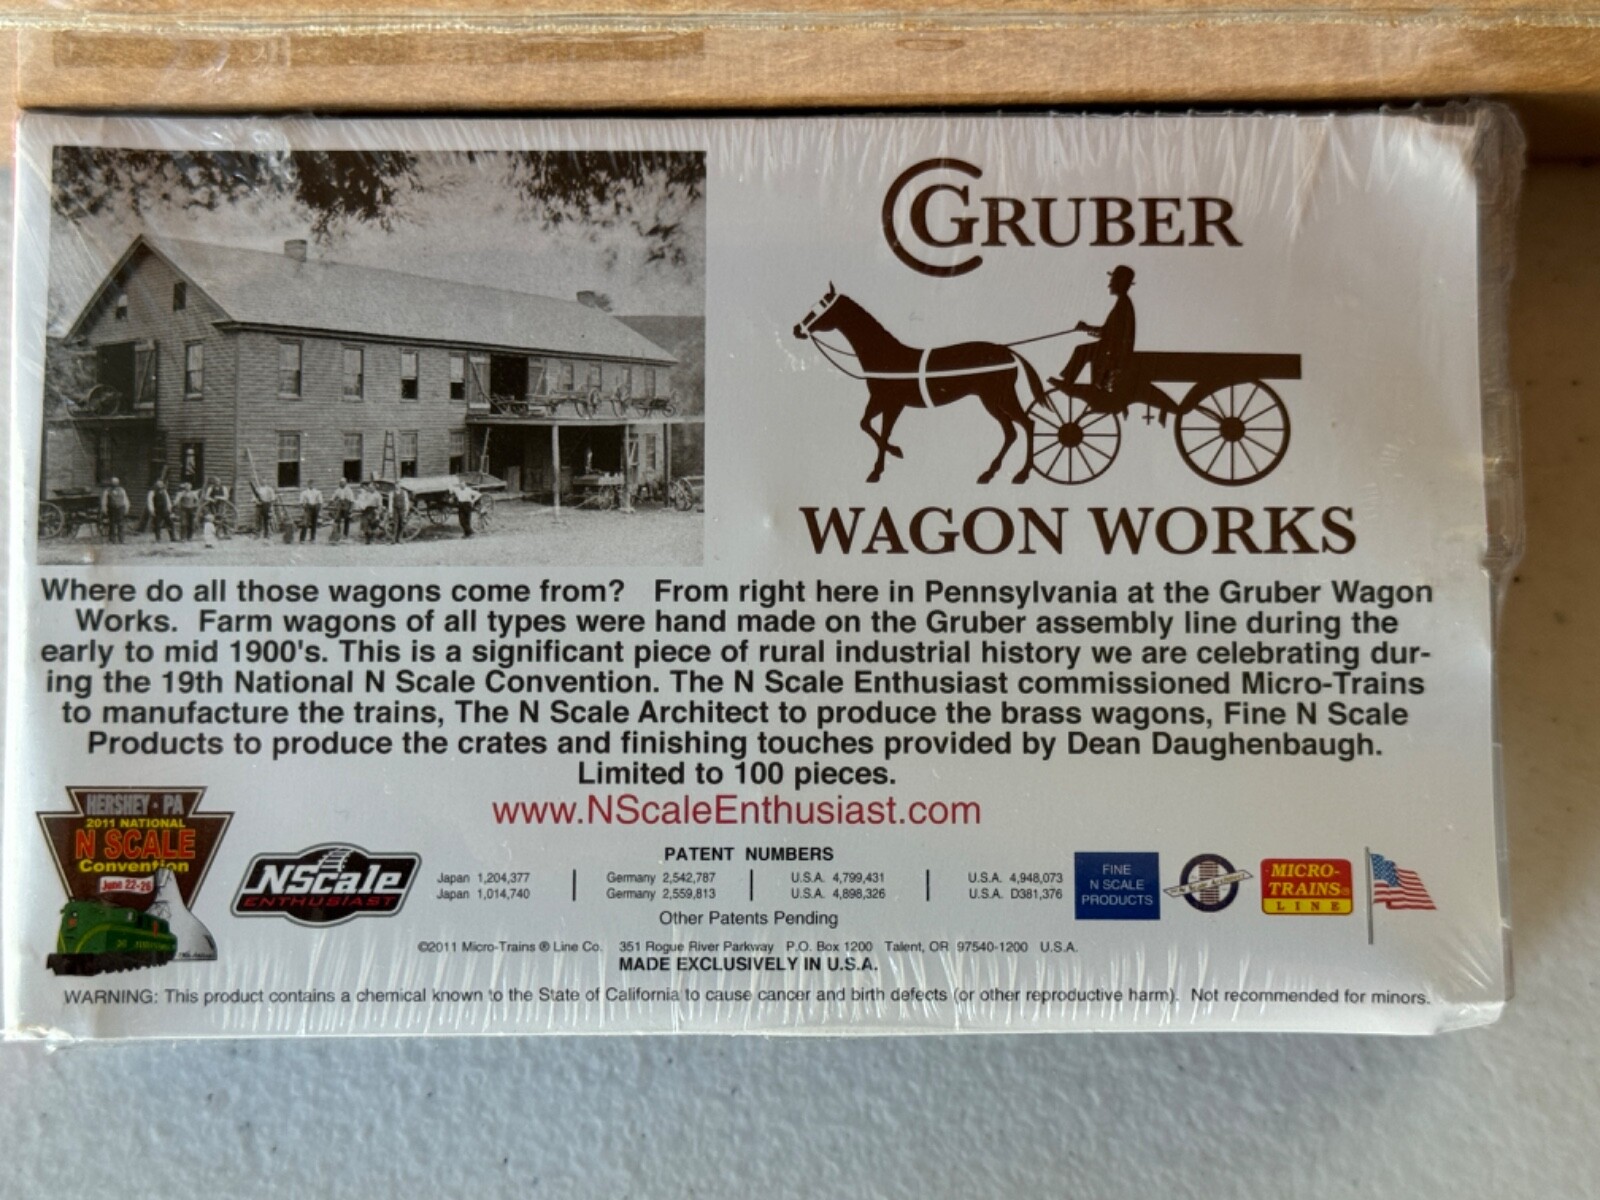 GRUBER
WAGON WORKS
Where do all those wagons come from? From right here in Pennsylvania at the Gruber Wagon
Works. Farm wagons of all types were hand made on the Gruber assembly line during the
early to mid 1900's. This is a significant piece of rural industrial history we are celebrating dur-
ing the 19th National N Scale Convention. The N Scale Enthusiast commissioned Micro-Trains
to manufacture the trains, The N Scale Architect to produce the brass wagons, Fine N Scale
Products to produce the crates and finishing touches provided by Dean Daughenbaugh.
Limited to 100 pieces.
www.NScaleEnthusiast.com
HERSHEY • PA
2011 NATIONAL
N SCALE
Convention
June 22-26
NScale
ENTHUSIAST
PATENT NUMBERS
Japan 1,204,377 | Germany 2,542,787 | U.S.A. 4,799,431 | U.S.A. 4,948,073
Japan 1,014,740 | Germany 2,559,813 | U.S.A. 4,898,326 | U.S.A. D381,376
Other Patents Pending
FINE
N SCALE
PRODUCTS
MICRO-
TRAINS®
LINE
©2011 Micro-Trains ® Line Co. 351 Rogue River Parkway P.O. Box 1200 Talent, OR 97540-1200 U.S.A.
MADE EXCLUSIVELY IN U.S.A.
WARNING: This product contains a chemical known to the State of California to cause cancer and birth defects (or other reproductive harm). Not recommended for minors.